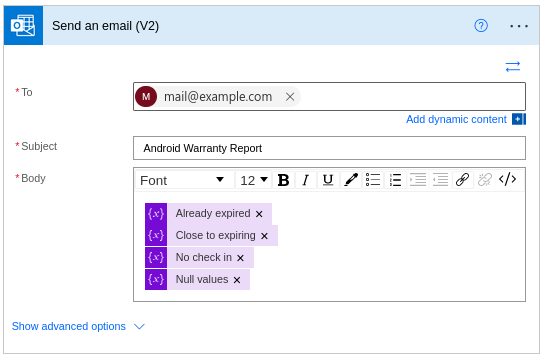 Send an email (V2)
* To
M mail@example.com
Add dynamic content
* Subject
Android Warranty Report
* Body
Font 12 B I U
{x} Already expired
{x} Close to expiring
{x} No check in
{x} Null values
Show advanced options